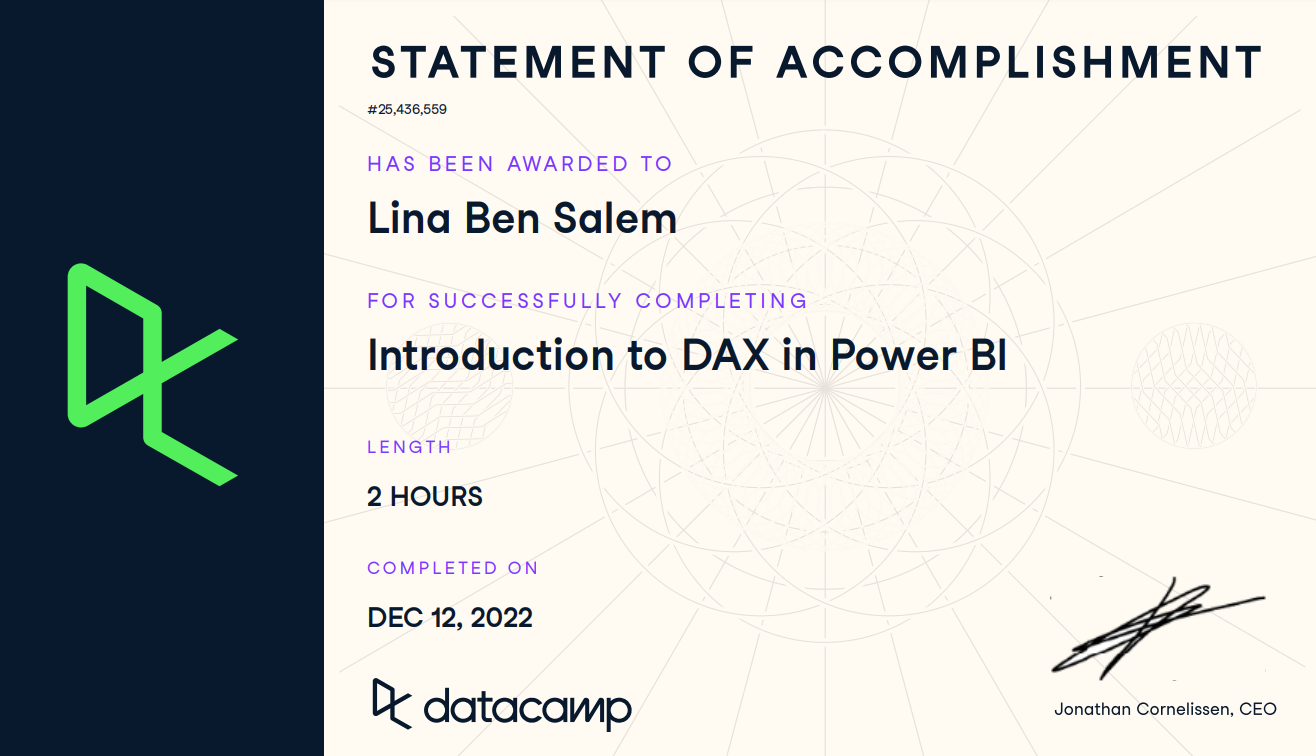 STATEMENT OF ACCOMPLISHMENT
#25,436,559
HAS BEEN AWARDED TO
Lina Ben Salem
FOR SUCCESSFULLY COMPLETING
Introduction to DAX in Power BI
LENGTH
2 HOURS
COMPLETED ON
DEC 12, 2022
datacamp
Jonathan Cornelissen, CEO